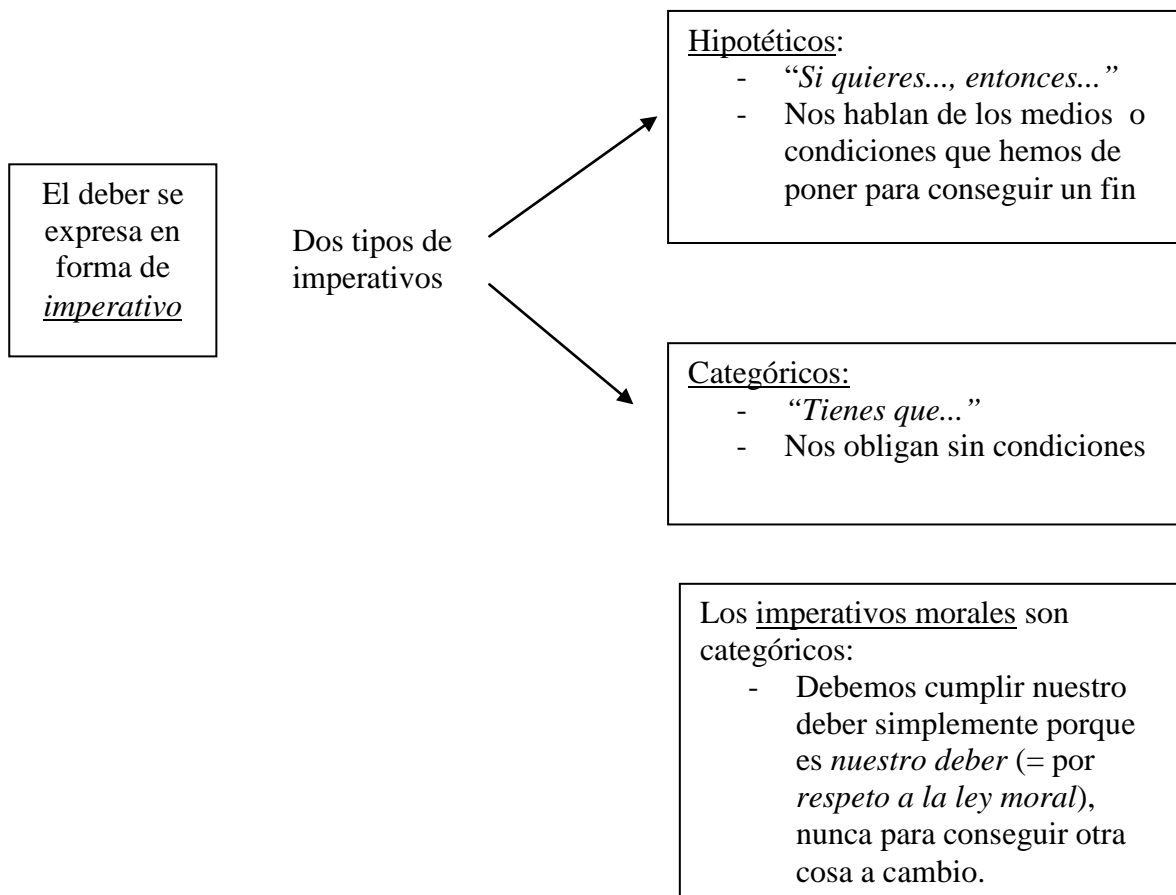 El deber se
expresa en
forma de
imperativo
Dos tipos de
imperativos
Hipotéticos:
- “Si quieres..., entonces...”
- Nos hablan de los medios o
condiciones que hemos de
poner para conseguir un fin
Categóricos:
- “Tienes que...”
- Nos obligan sin condiciones
Los imperativos morales son
categóricos:
- Debemos cumplir nuestro
deber simplemente porque
es nuestro deber (= por
respeto a la ley moral),
nunca para conseguir otra
cosa a cambio.